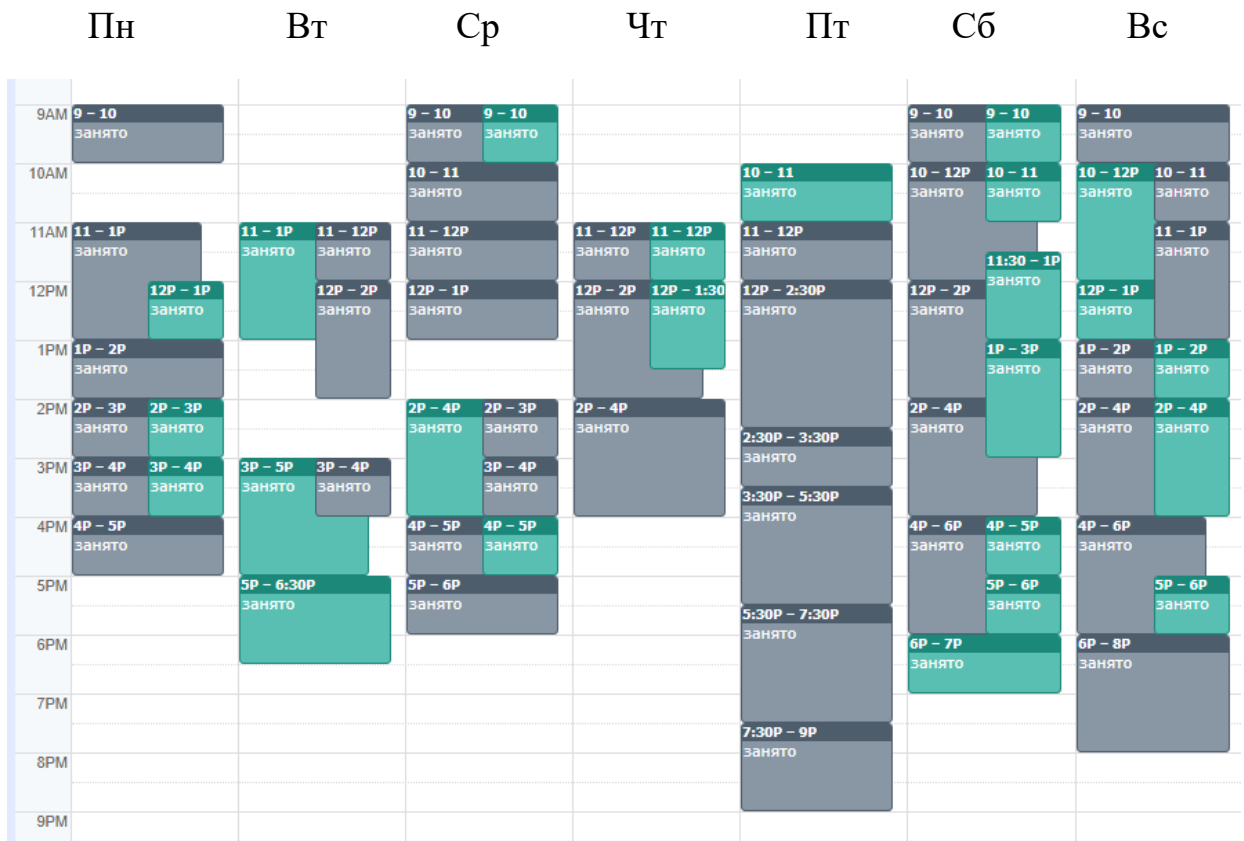 Пн Вт Ср Чт Пт Сб Вс
9AM
10AM
11AM
12PM
1PM
2PM
3PM
4PM
5PM
6PM
7PM
8PM
9PM
9 – 10
занято
11 – 1P
занято
12P – 1P
занято
1P – 2P
занято
2P – 3P
занято
2P – 3P
занято
3P – 4P
занято
3P – 4P
занято
4P – 5P
занято
11 – 1P
занято
11 – 12P
занято
12P – 2P
занято
3P – 5P
занято
3P – 4P
занято
5P – 6:30P
занято
9 – 10
занято
9 – 10
занято
10 – 11
занято
11 – 12P
занято
12P – 1P
занято
2P – 4P
занято
2P – 3P
занято
3P – 4P
занято
4P – 5P
занято
4P – 5P
занято
5P – 6P
занято
11 – 12P
занято
11 – 12P
занято
12P – 2P
занято
12P – 1:30
занято
2P – 4P
занято
10 – 11
занято
11 – 12P
занято
12P – 2:30P
занято
2:30P – 3:30P
занято
3:30P – 5:30P
занято
5:30P – 7:30P
занято
7:30P – 9P
занято
9 – 10
занято
9 – 10
занято
10 – 12P
занято
10 – 11
занято
11:30 – 1P
занято
12P – 2P
занято
1P – 3P
занято
2P – 4P
занято
4P – 6P
занято
4P – 5P
занято
5P – 6P
занято
6P – 7P
занято
9 – 10
занято
10 – 12P
занято
10 – 11
занято
11 – 1P
занято
12P – 1P
занято
1P – 2P
занято
1P – 2P
занято
2P – 4P
занято
2P – 4P
занято
4P – 6P
занято
5P – 6P
занято
6P – 8P
занято